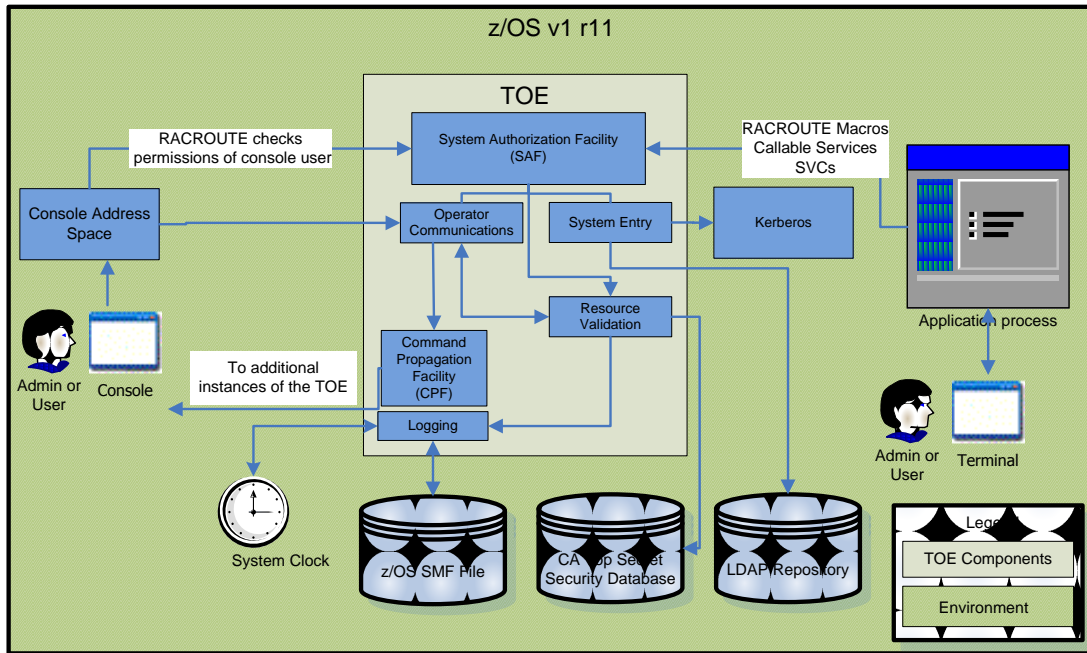 z/OS v1 r11
TOE
RACROUTE checks
permissions of console user
System Authorization Facility
(SAF)
RACROUTE Macros
Callable Services
SVCs
Console Address
Space
Operator
Communications
System Entry
Kerberos
Resource
Validation
Application process
Command
Propagation
Facility
(CPF)
To additional
instances of the TOE
Admin or
User
Console
Logging
Admin or
User
Terminal
System Clock
z/OS SMF File
CA Top Secret
Security Database
LDAP Repository
TOE Components
Environment